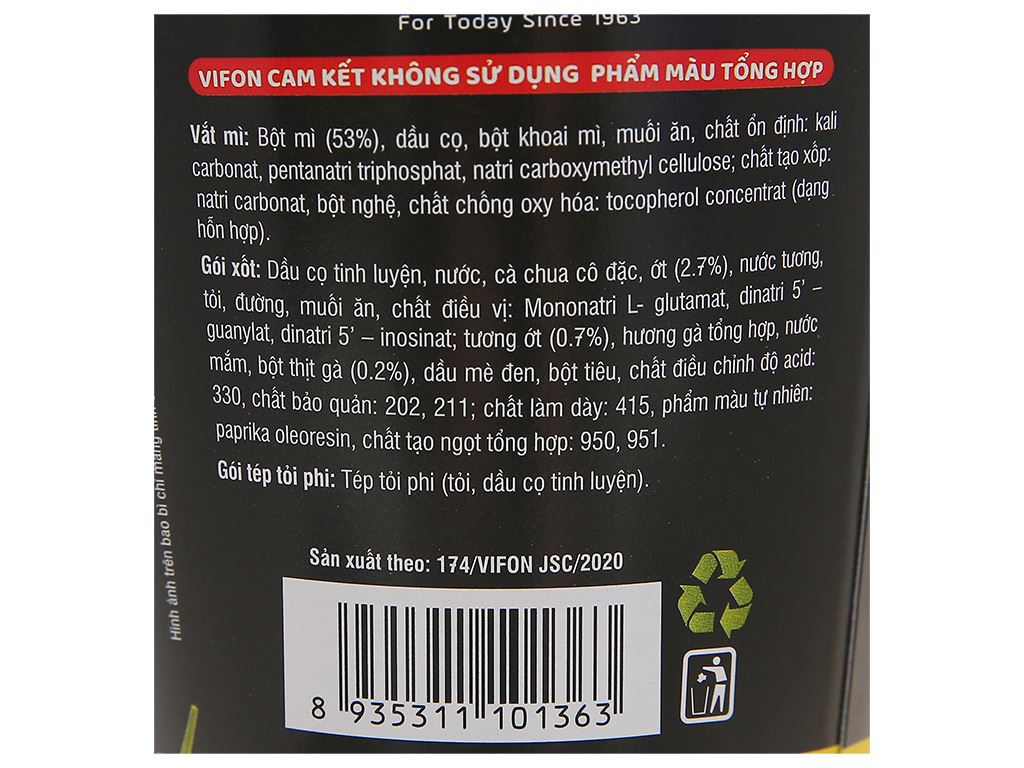 For Today Since 1963
VIFON CAM KẾT KHÔNG SỬ DỤNG PHẨM MÀU TỔNG HỢP
Vắt mì: Bột mì (53%), dầu cọ, bột khoai mì, muối ăn, chất ổn định: kali
carbonat, pentanatri triphosphat, natri carboxymethyl cellulose; chất tạo xốp:
natri carbonat, bột nghệ, chất chống oxy hóa: tocopherol concentrat (dạng
hỗn hợp).
Gói xốt: Dầu cọ tinh luyện, nước, cà chua cô đặc, ớt (2.7%), nước tương,
tỏi, đường, muối ăn, chất điều vị: Mononatri L- glutamat, dinatri 5’ –
guanylat, dinatri 5’ – inosinat; tương ớt (0.7%), hương gà tổng hợp, nước
mắm, bột thịt gà (0.2%), dầu mè đen, bột tiêu, chất điều chỉnh độ acid:
330, chất bảo quản: 202, 211; chất làm dày: 415, phẩm màu tự nhiên:
paprika oleoresin, chất tạo ngọt tổng hợp: 950, 951.
Gói tép tỏi phi: Tép tỏi phi (tỏi, dầu cọ tinh luyện).
Hình ảnh trên bao bì chỉ mang
Sản xuất theo: 174/VIFON JSC/2020
8 935311 101363